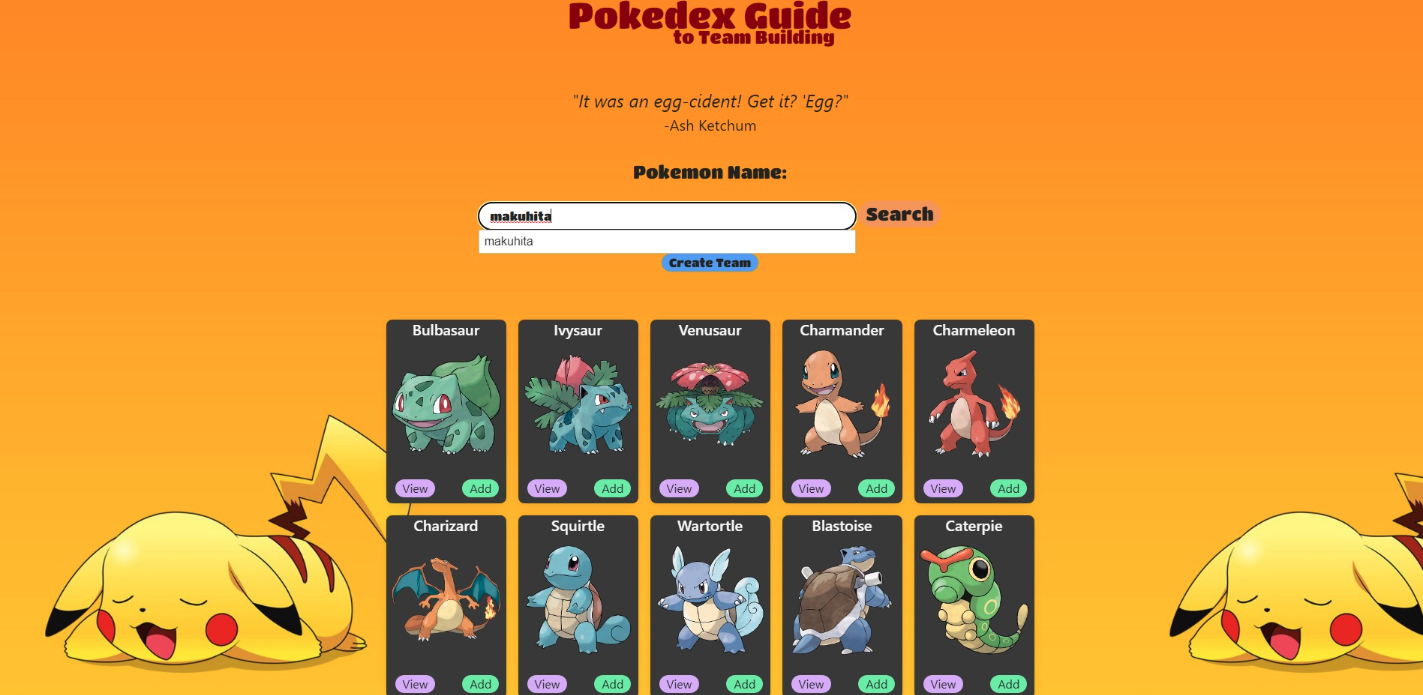 Pokedex Guide
to Team Building
"It was an egg-cident! Get it? 'Egg?"
-Ash Ketchum
Pokemon Name:
makuhita
Search
makuhita
Create Team
Bulbasaur
Ivysaur
Venusaur
Charmander
Charmeleon
View Add
View Add
View Add
View Add
View Add
Charizard
Squirtle
Wartortle
Blastoise
Caterpie
View Add
View Add
View Add
View Add
View Add